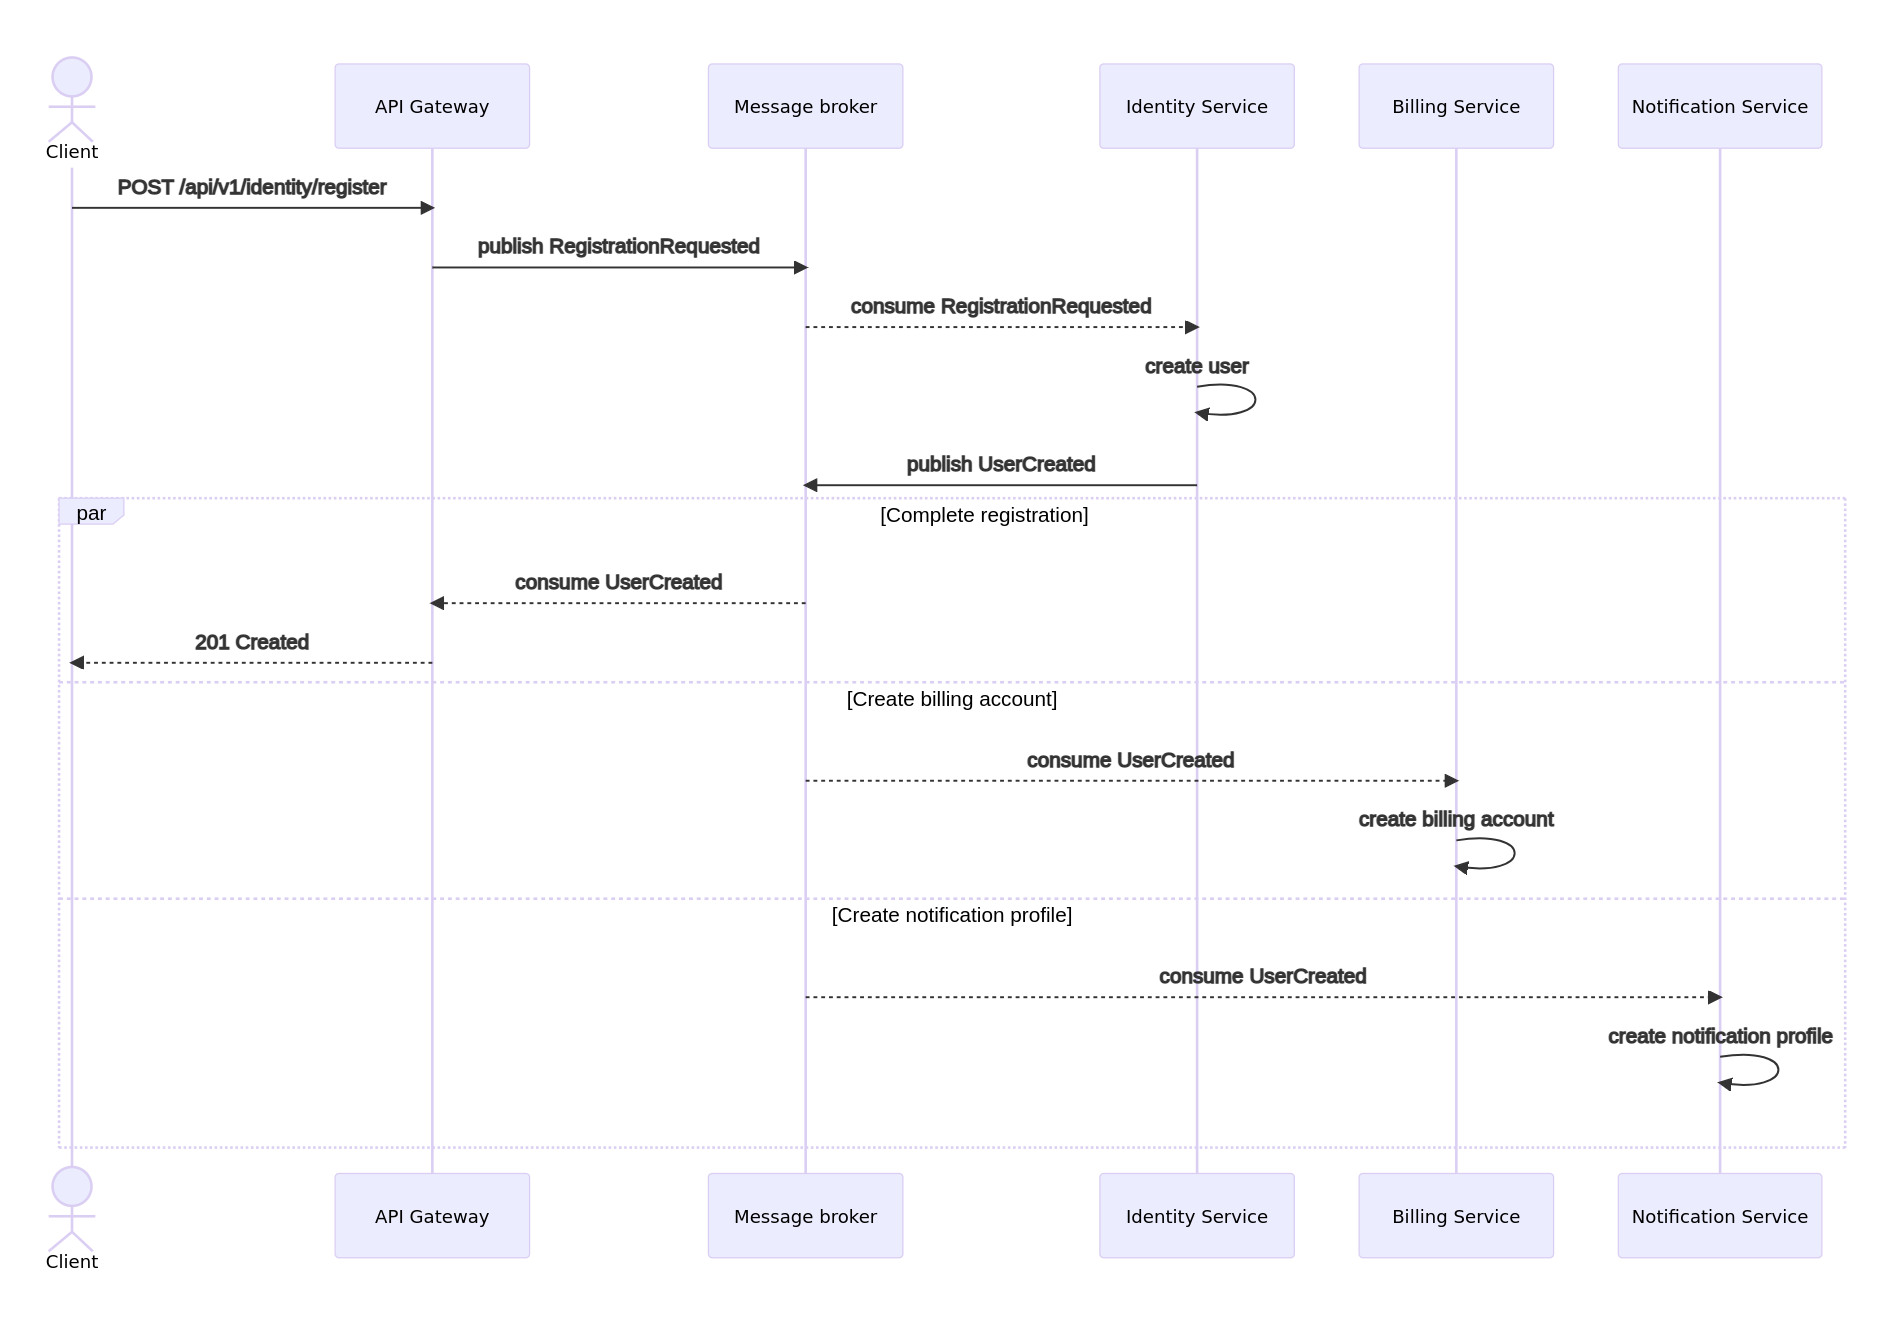 Client
API Gateway
Message broker
Identity Service
Billing Service
Notification Service
POST /api/v1/identity/register
publish RegistrationRequested
consume RegistrationRequested
create user
publish UserCreated
par
[Complete registration]
consume UserCreated
201 Created
[Create billing account]
consume UserCreated
create billing account
[Create notification profile]
consume UserCreated
create notification profile
Client
API Gateway
Message broker
Identity Service
Billing Service
Notification Service